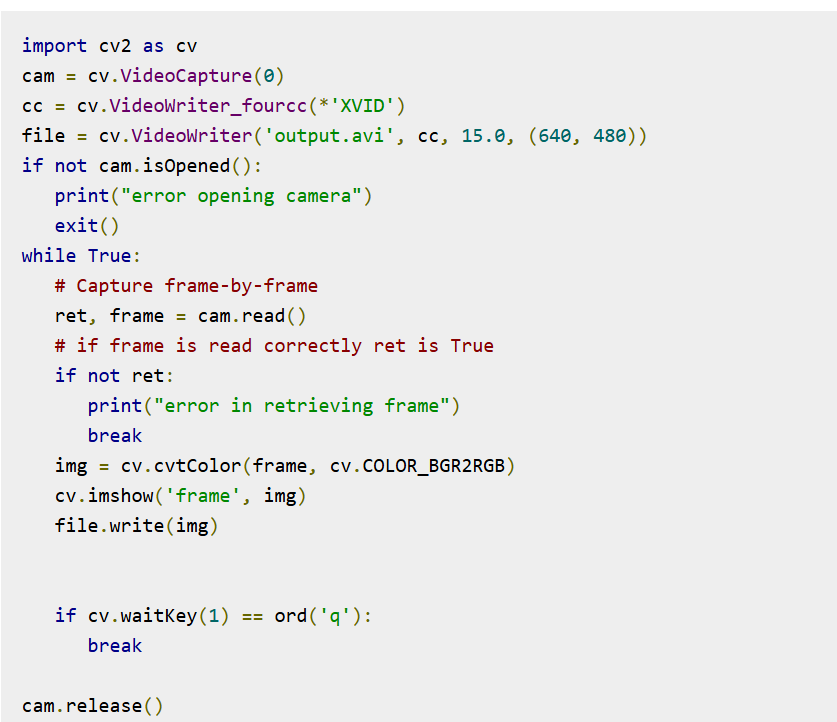 import cv2 as cv
cam = cv.VideoCapture(0)
cc = cv.VideoWriter_fourcc(*'XVID')
file = cv.VideoWriter('output.avi', cc, 15.0, (640, 480))
if not cam.isOpened():
   print("error opening camera")
   exit()
while True:
   # Capture frame-by-frame
   ret, frame = cam.read()
   # if frame is read correctly ret is True
   if not ret:
      print("error in retrieving frame")
      break
   img = cv.cvtColor(frame, cv.COLOR_BGR2RGB)
   cv.imshow('frame', img)
   file.write(img)
   if cv.waitKey(1) == ord('q'):
      break
cam.release()